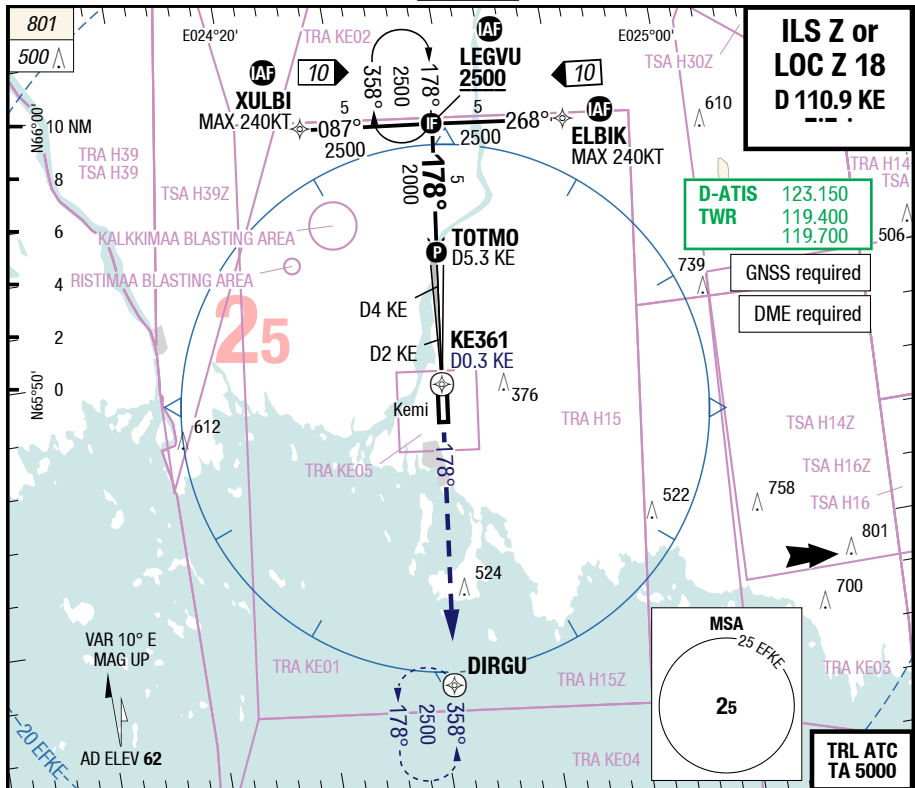 801
500
E024°20'
TRA KE02
IAF
LEGVU
2500
E025°00'
TSA H30Z
ILS Z or
LOC Z 18
D 110.9 KE
IAF
XULBI
MAX 240KT
10
358°
2500
178°
10
IAF
ELBIK
MAX 240KT
610
N66°00'
10 NM
5
087°
2500
IF
5
268°
2500
TRA H39
TSA H39
TSA H39Z
178°
5
2000
TRA H14
TSA
8
D-ATIS 123.150
TWR 119.400
119.700
506
6
KALKKIMAA BLASTING AREA
P
TOTMO
D5.3 KE
739
GNSS required
4
RISTIMAA BLASTING AREA
D4 KE
DME required
25
2
D2 KE
KE361
D0.3 KE
N65°50'
0
376
Kemi
612
TRA H15
TSA H14Z
TRA KE05
178°
TSA H16Z
TSA H16
522
758
801
524
700
VAR 10° E
MAG UP
MSA
25 EFKE
25
DIRGU
TRA KE01
TRA H15Z
TRA KE03
178°
2500
358°
20 EFKE
AD ELEV 62
TRA KE04
TRL ATC
TA 5000